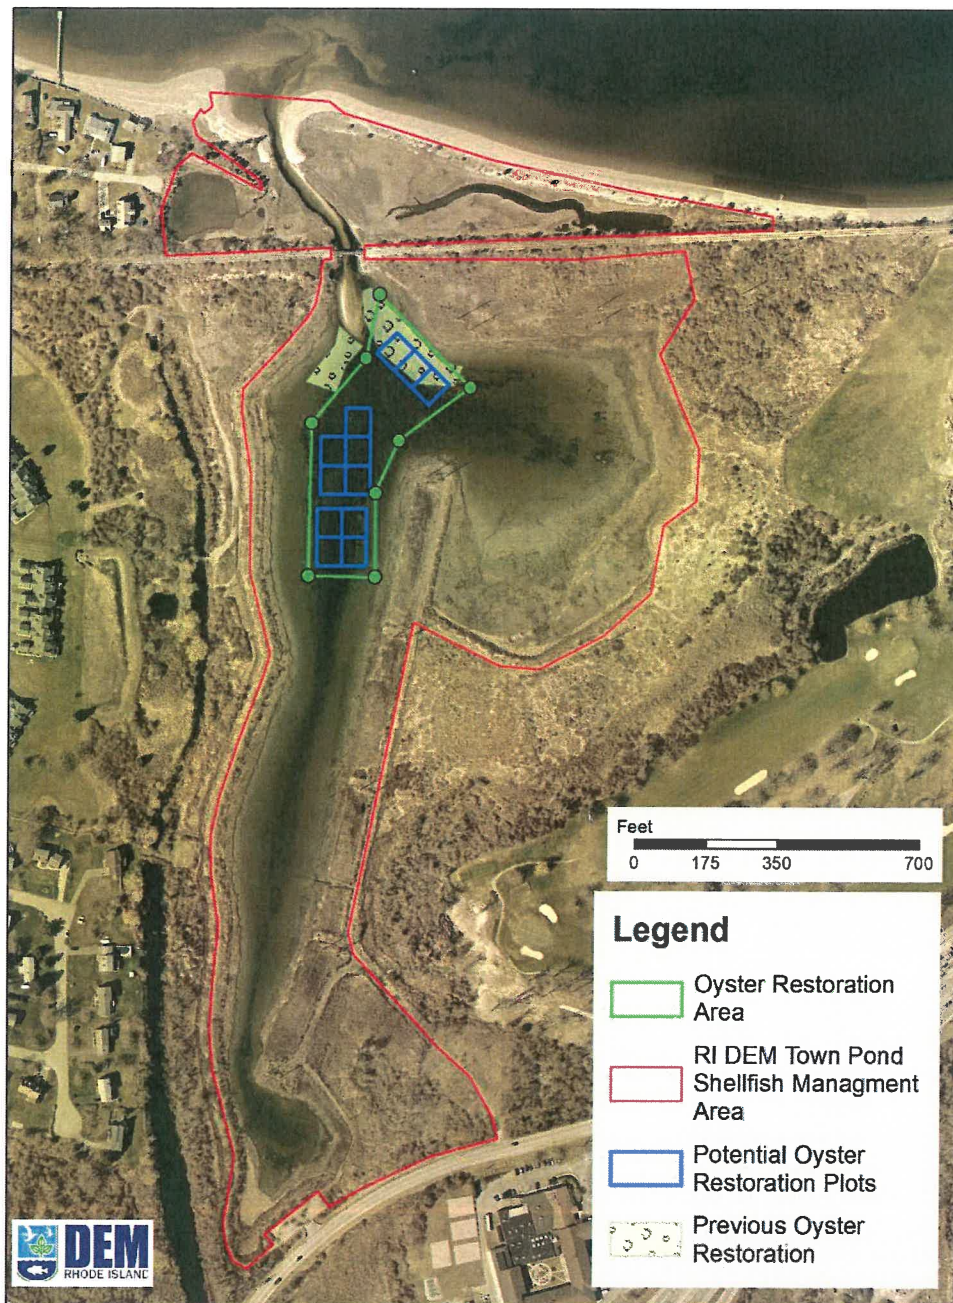 Feet
0 175 350 700
Legend
Oyster Restoration
Area
RI DEM Town Pond
Shellfish Managment
Area
Potential Oyster
Restoration Plots
Previous Oyster
Restoration
DEM
RHODE ISLAND